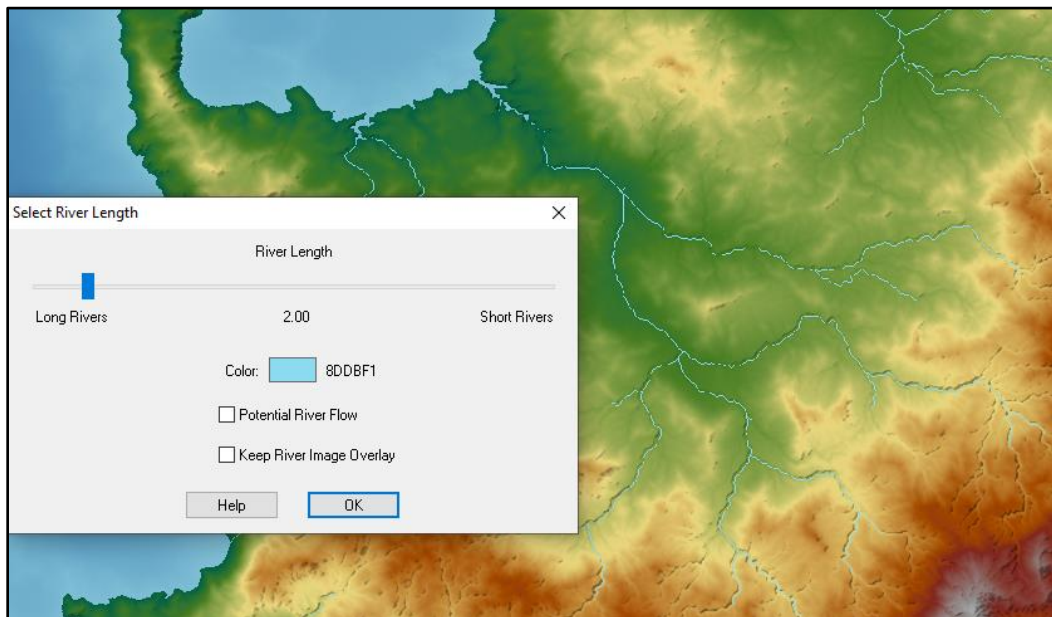 Select River Length
River Length
Long Rivers 2.00 Short Rivers
Color: 8DDBF1
Potential River Flow
Keep River Image Overlay
Help OK